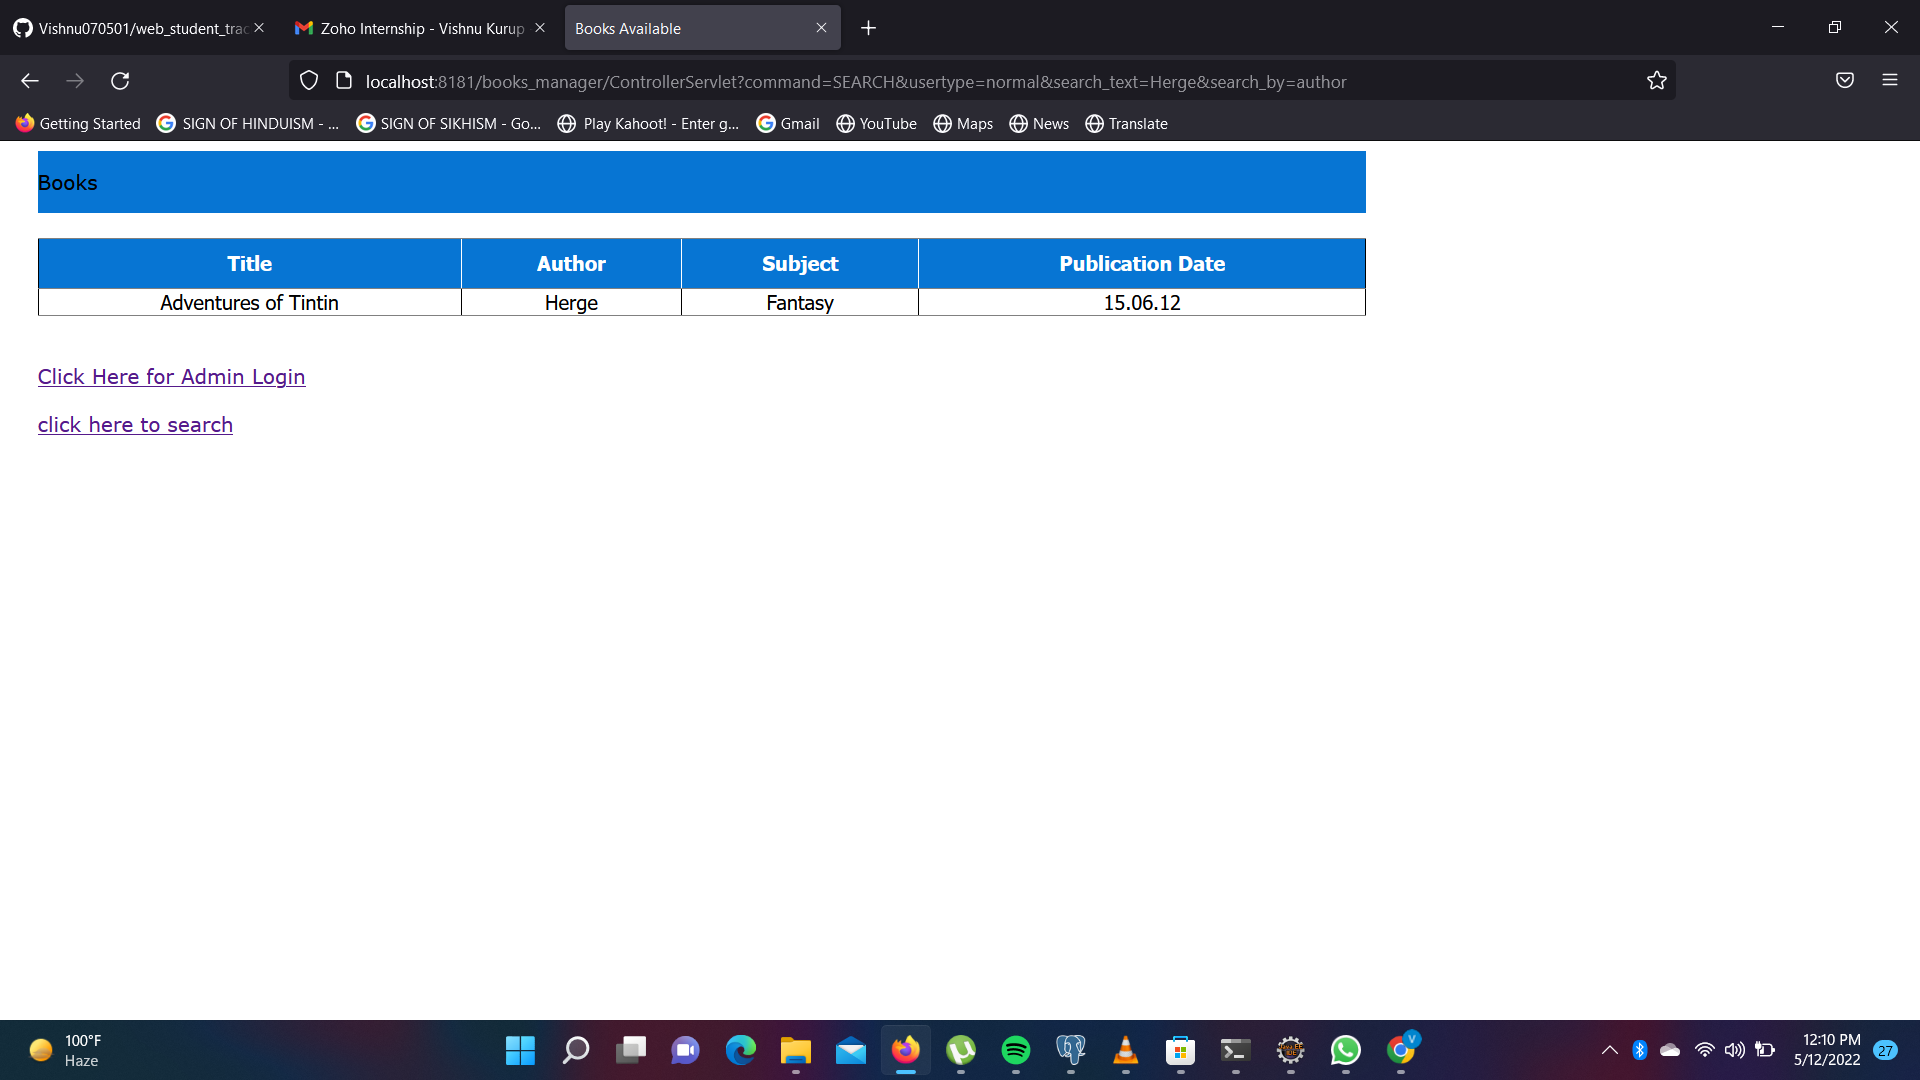 Vishnu070501/web_student_trac
Zoho Internship - Vishnu Kurup
Books Available
localhost:8181/books_manager/ControllerServlet?command=SEARCH&usertype=normal&search_text=Herge&search_by=author
Getting Started SIGN OF HINDUISM - ... SIGN OF SIKHISM - Go... Play Kahoot! - Enter g... Gmail YouTube Maps News Translate
Books
Title Author Subject Publication Date
Adventures of Tintin Herge Fantasy 15.06.12
Click Here for Admin Login
click here to search
100°F
Haze
V
12:10 PM
5/12/2022
27